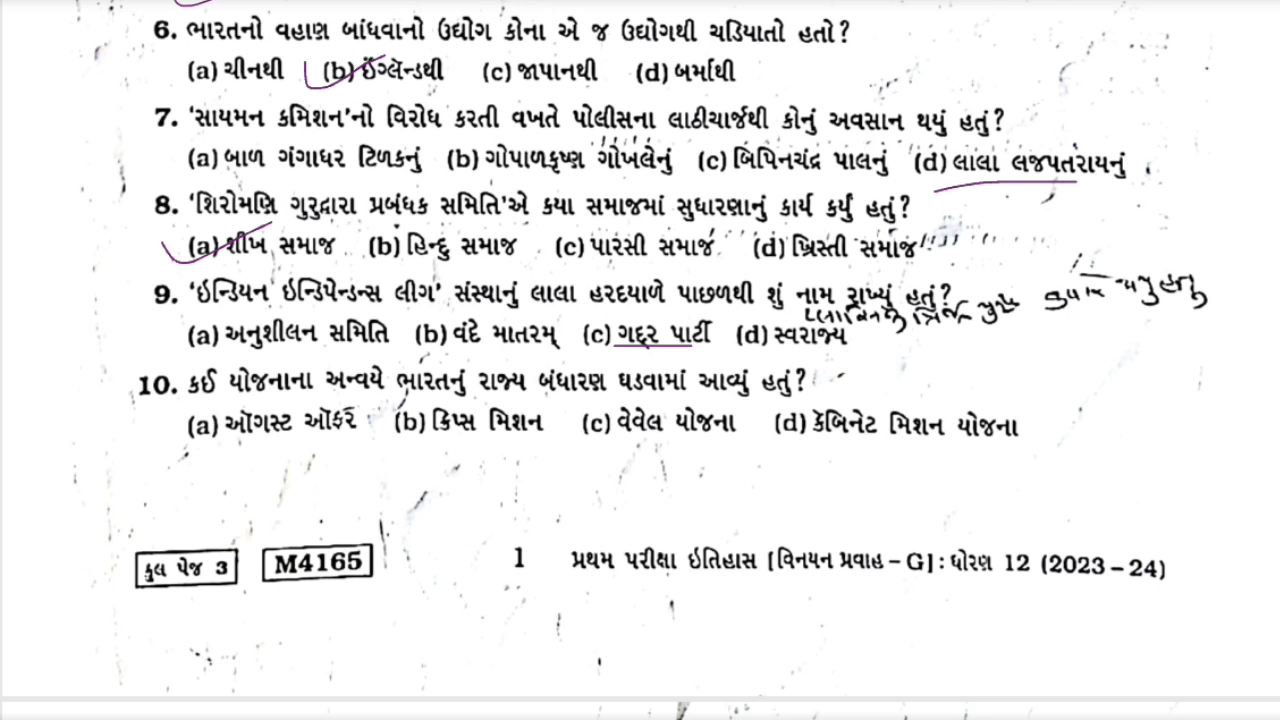 6. ભારતનો વહાણ બાંધવાનો ઉદ્યોગ કોના એ જ ઉદ્યોગથી ચડિયાતો હતો?
(a) ચીનથી (b) ઇંગ્લૅન્ડથી (c) જાપાનથી (d) બર્માથી
7. 'સાયમન કમિશન'નો વિરોધ કરતી વખતે પોલીસના લાઠીચાર્જથી કોનું અવસાન થયું હતું?
(a) બાળ ગંગાધર ટિળકનું (b) ગોપાળકૃષ્ણ ગોખલેનું (c) બિપિનચંદ્ર પાલનું (d) લાલા લજપતરાયનું
8. 'શિરોમણિ ગુરુદ્વારા પ્રબંધક સમિતિ'એ કયા સમાજમાં સુધારણાનું કાર્ય કર્યું હતું?
(a) શીખ સમાજ (b) હિન્દુ સમાજ (c) પારસી સમાજ (d) ખ્રિસ્તી સમાજ
9. 'ઇન્ડિયન ઇન્ડિપેન્ડન્સ લીગ' સંસ્થાનું લાલા હરદયાળે પાછળથી શું નામ રાખ્યું હતું?
(a) અનુશીલન સમિતિ (b) વંદે માતરમ્ (c) ગદ્દર પાર્ટી (d) સ્વરાજ્ય
10. કઈ યોજનાના અન્વયે ભારતનું રાજ્ય બંધારણ ઘડવામાં આવ્યું હતું?
(a) ઑગસ્ટ ઑફર (b) ક્રિપ્સ મિશન (c) વેવેલ યોજના (d) કૅબિનેટ મિશન યોજના
કુલ પેજ 3 M4165 1 પ્રથમ પરીક્ષા ઇતિહાસ [વિનયન પ્રવાહ – G] : ધોરણ 12 (2023 – 24)